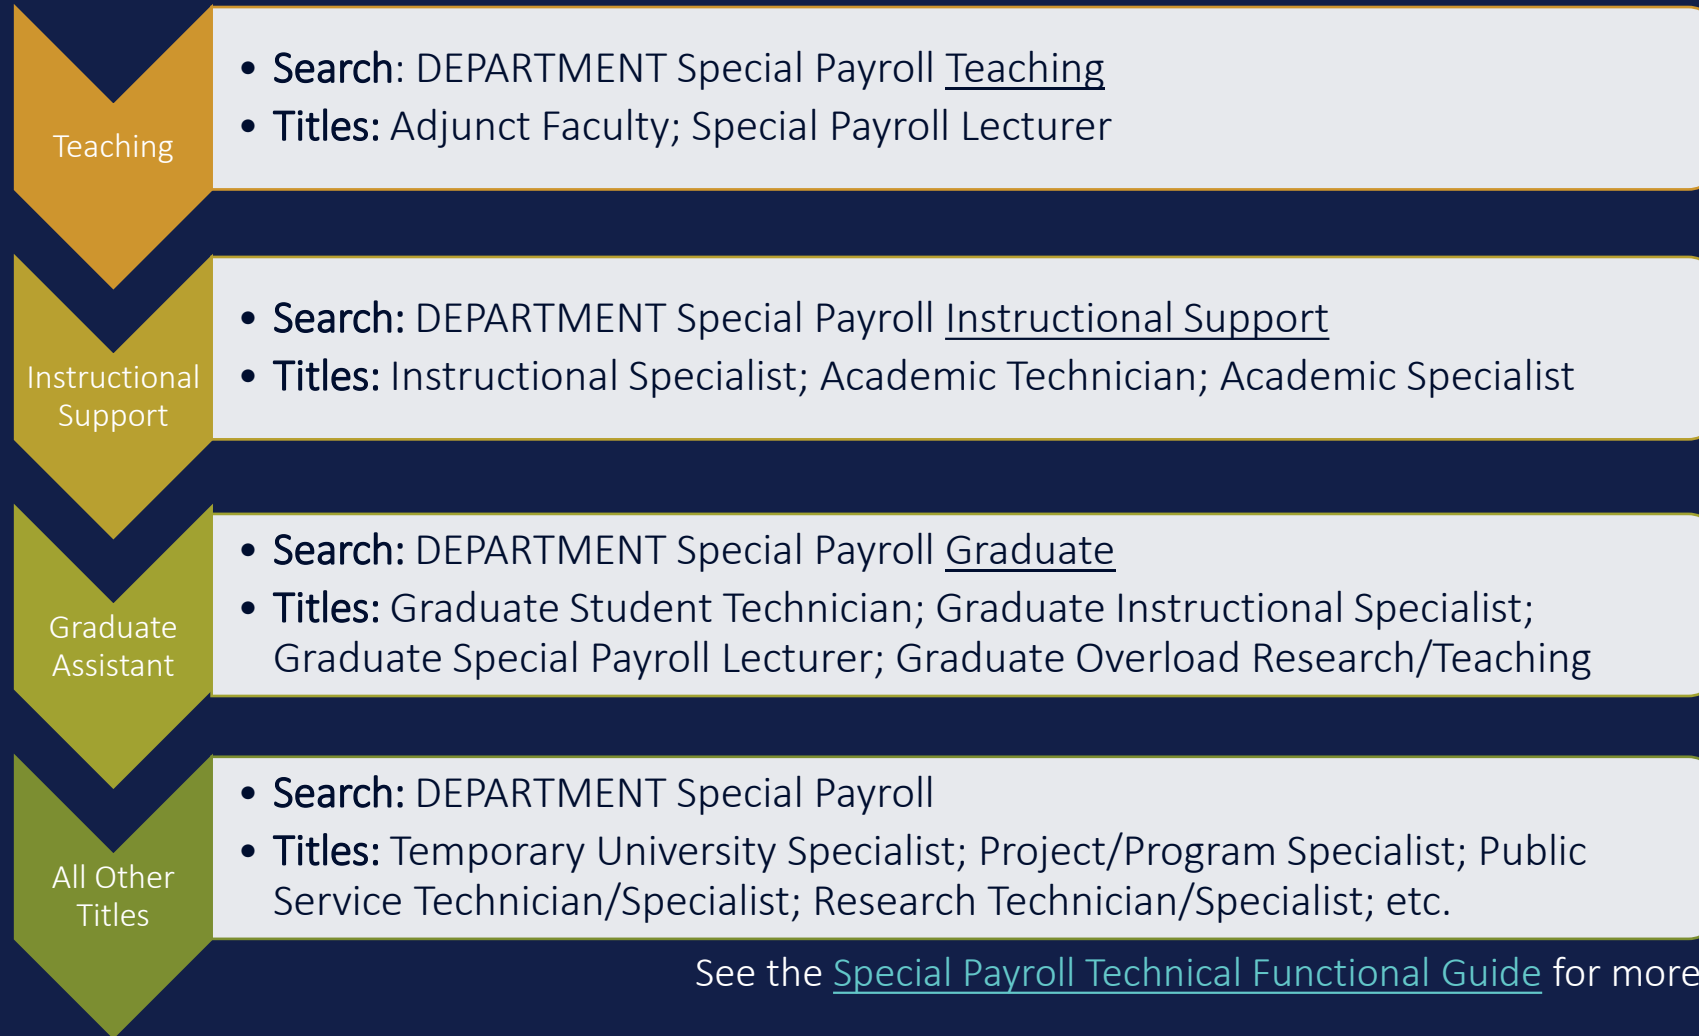 Teaching
• Search: DEPARTMENT Special Payroll Teaching
• Titles: Adjunct Faculty; Special Payroll Lecturer
Instructional
Support
• Search: DEPARTMENT Special Payroll Instructional Support
• Titles: Instructional Specialist; Academic Technician; Academic Specialist
Graduate
Assistant
• Search: DEPARTMENT Special Payroll Graduate
• Titles: Graduate Student Technician; Graduate Instructional Specialist;
Graduate Special Payroll Lecturer; Graduate Overload Research/Teaching
All Other
Titles
• Search: DEPARTMENT Special Payroll
• Titles: Temporary University Specialist; Project/Program Specialist; Public
Service Technician/Specialist; Research Technician/Specialist; etc.
See the Special Payroll Technical Functional Guide for more